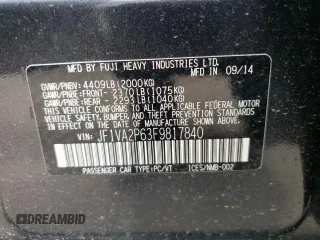 MFD BY FUJI HEAVY INDUSTRIES LTD. 09/14
GVWR/PNBV: 4409LB(2000KG)
GAWR/PNBE:FRONT- 2370LB(1075KG)
GAWR/PNBE:REAR - 2293LB(1040KG)
THIS VEHICLE CONFORMS TO ALL APPLICABLE
FEDERAL MOTOR VEHICLE SAFETY STANDARDS
VEHICLE SAFETY, BUMPER, AND THEFT
PREVENTION STANDARDS IN EFFECT ON THE
DATE OF MANUFACTURE SHOWN ABOVE.
VIN: JF1VA2P63F9817840
PASSENGER CAR TYPE:PC/VT ICES/NMB-002
DREAMBID